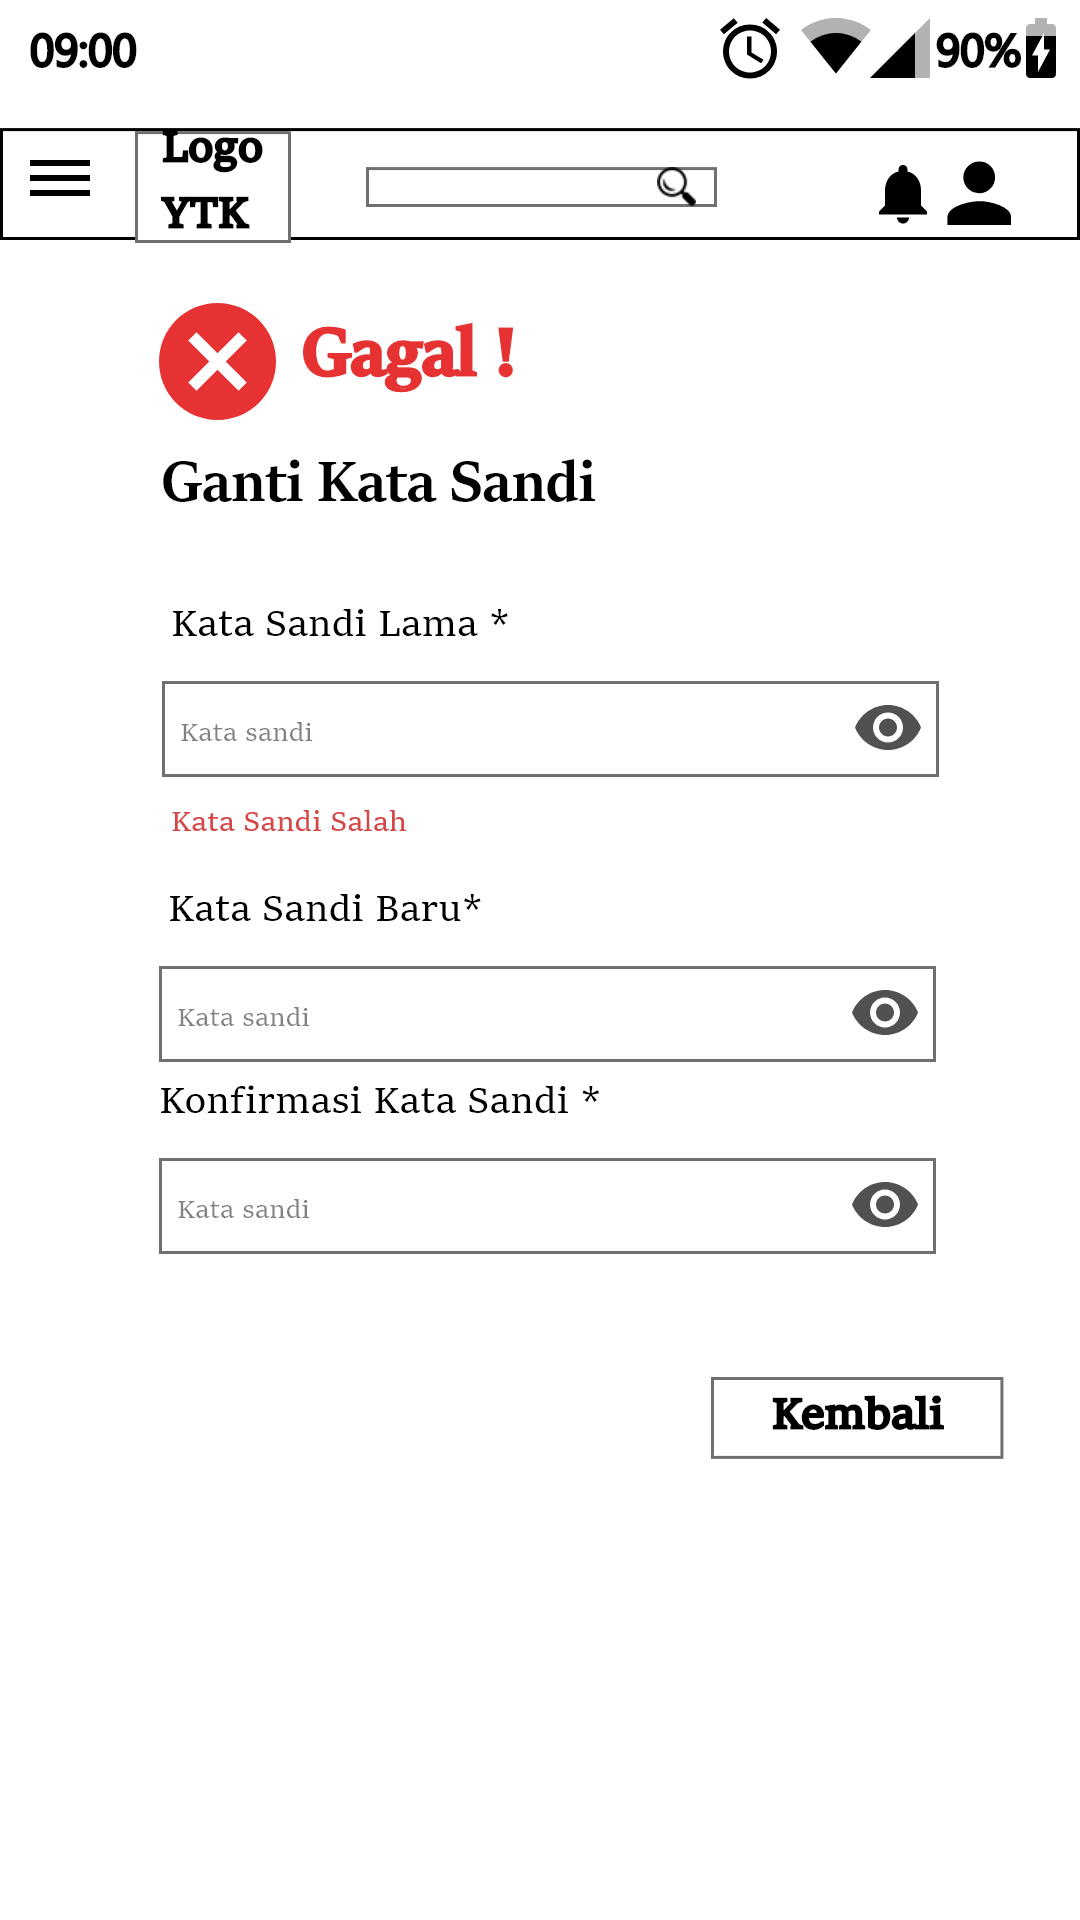 09:00 90%
Logo
YTK
Gagal !
Ganti Kata Sandi
Kata Sandi Lama *
Kata sandi
Kata Sandi Salah
Kata Sandi Baru*
Kata sandi
Konfirmasi Kata Sandi *
Kata sandi
Kembali